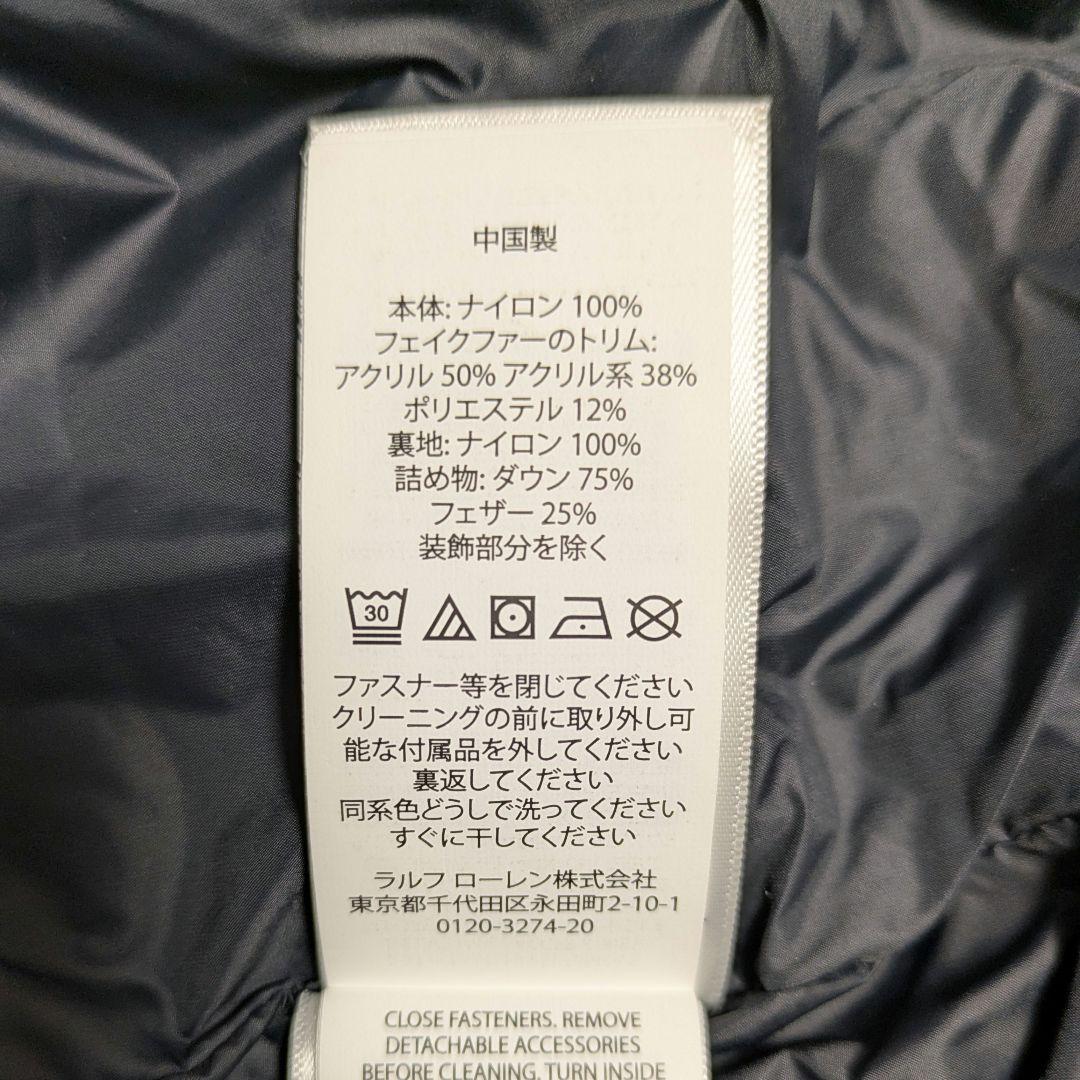 中国製
本体: ナイロン 100%
フェイクファーのトリム:
アクリル 50% アクリル系 38%
ポリエステル 12%
裏地: ナイロン 100%
詰め物: ダウン 75%
フェザー 25%
装飾部分を除く
30
ファスナー等を閉じてください
クリーニングの前に取り外し可
能な付属品を外してください
裏返してください
同系色どうしで洗ってください
すぐに干してください
ラルフ ローレン株式会社
東京都千代田区永田町2-10-1
0120-3274-20
CLOSE FASTENERS. REMOVE
DETACHABLE ACCESSORIES
BEFORE CLEANING. TURN INSIDE